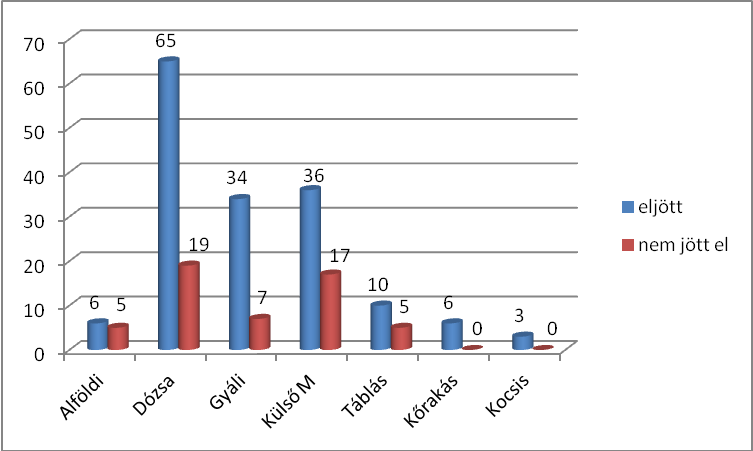 70
60
50
40
30
20
10
0
65
34
36
19
17
6
5
7
10
5
6
0
3
0
Alföldi
Dózsa
Gyáli
Külső M
Táblás
Kőrakás
Kocsis
eljött
nem jött el